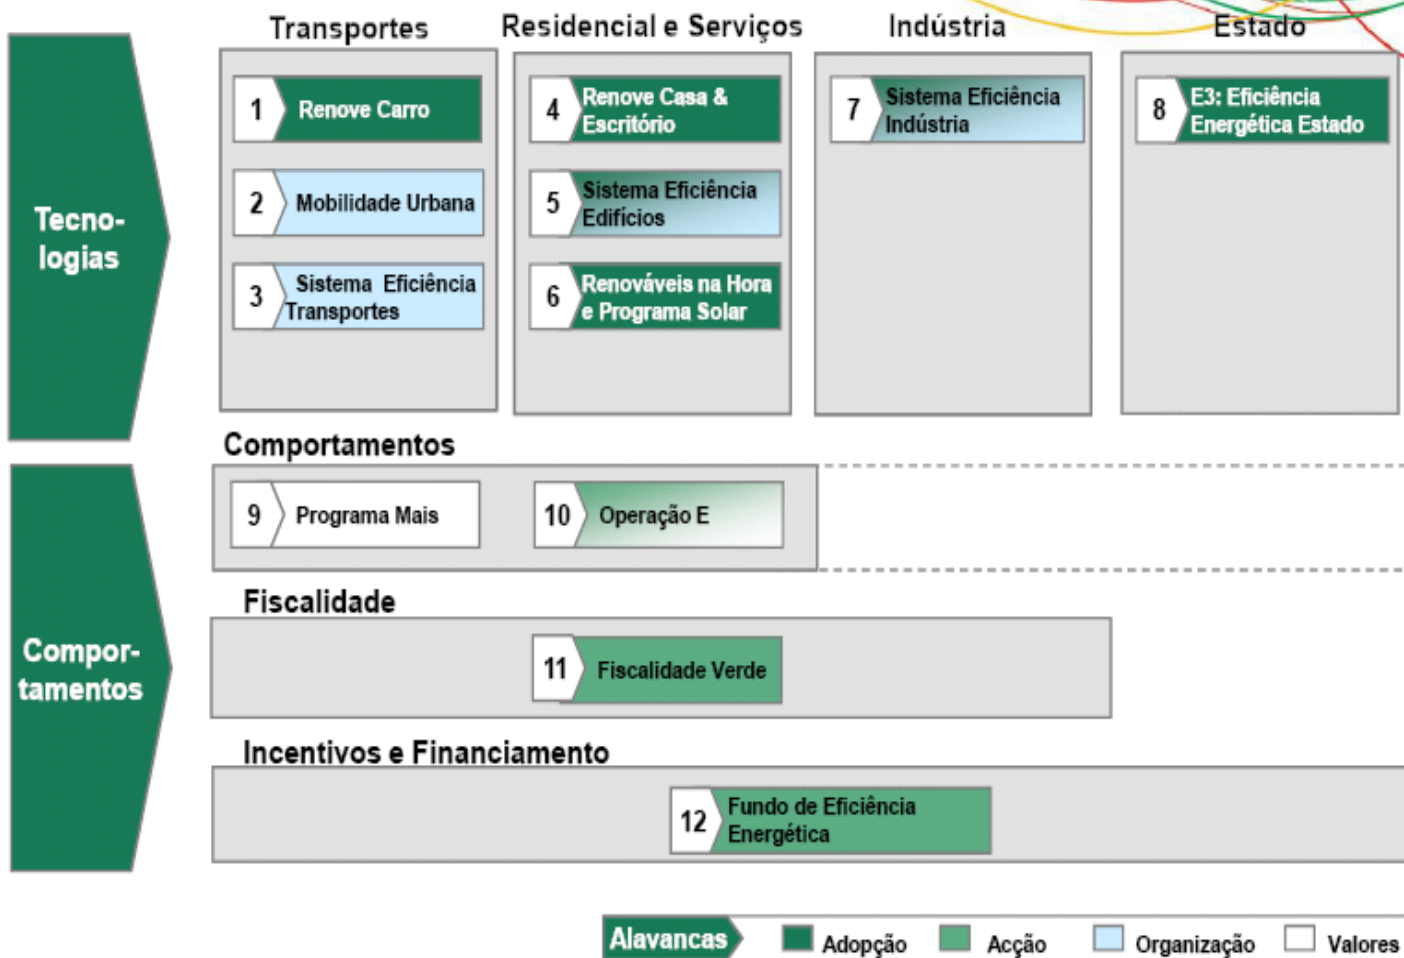 Transportes
Residencial e Serviços
Indústria
Estado
Tecno-
logias
1
Renove Carro
2
Mobilidade Urbana
3
Sistema Eficiência
Transportes
4
Renove Casa &
Escritório
5
Sistema Eficiência
Edifícios
6
Renováveis na Hora
e Programa Solar
7
Sistema Eficiência
Indústria
8
E3: Eficiência
Energética Estado
Compor-
tamentos
Comportamentos
9
Programa Mais
10
Operação E
Fiscalidade
11
Fiscalidade Verde
Incentivos e Financiamento
12
Fundo de Eficiência
Energética
Alavancas
Adopção
Acção
Organização
Valores